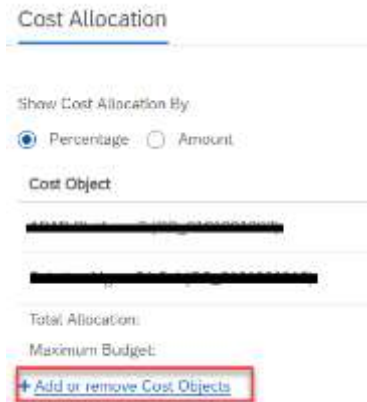 Cost Allocation
Show Cost Allocation By
Percentage Amount
Cost Object
Total Allocation:
Maximum Budget:
+ Add or remove Cost Objects